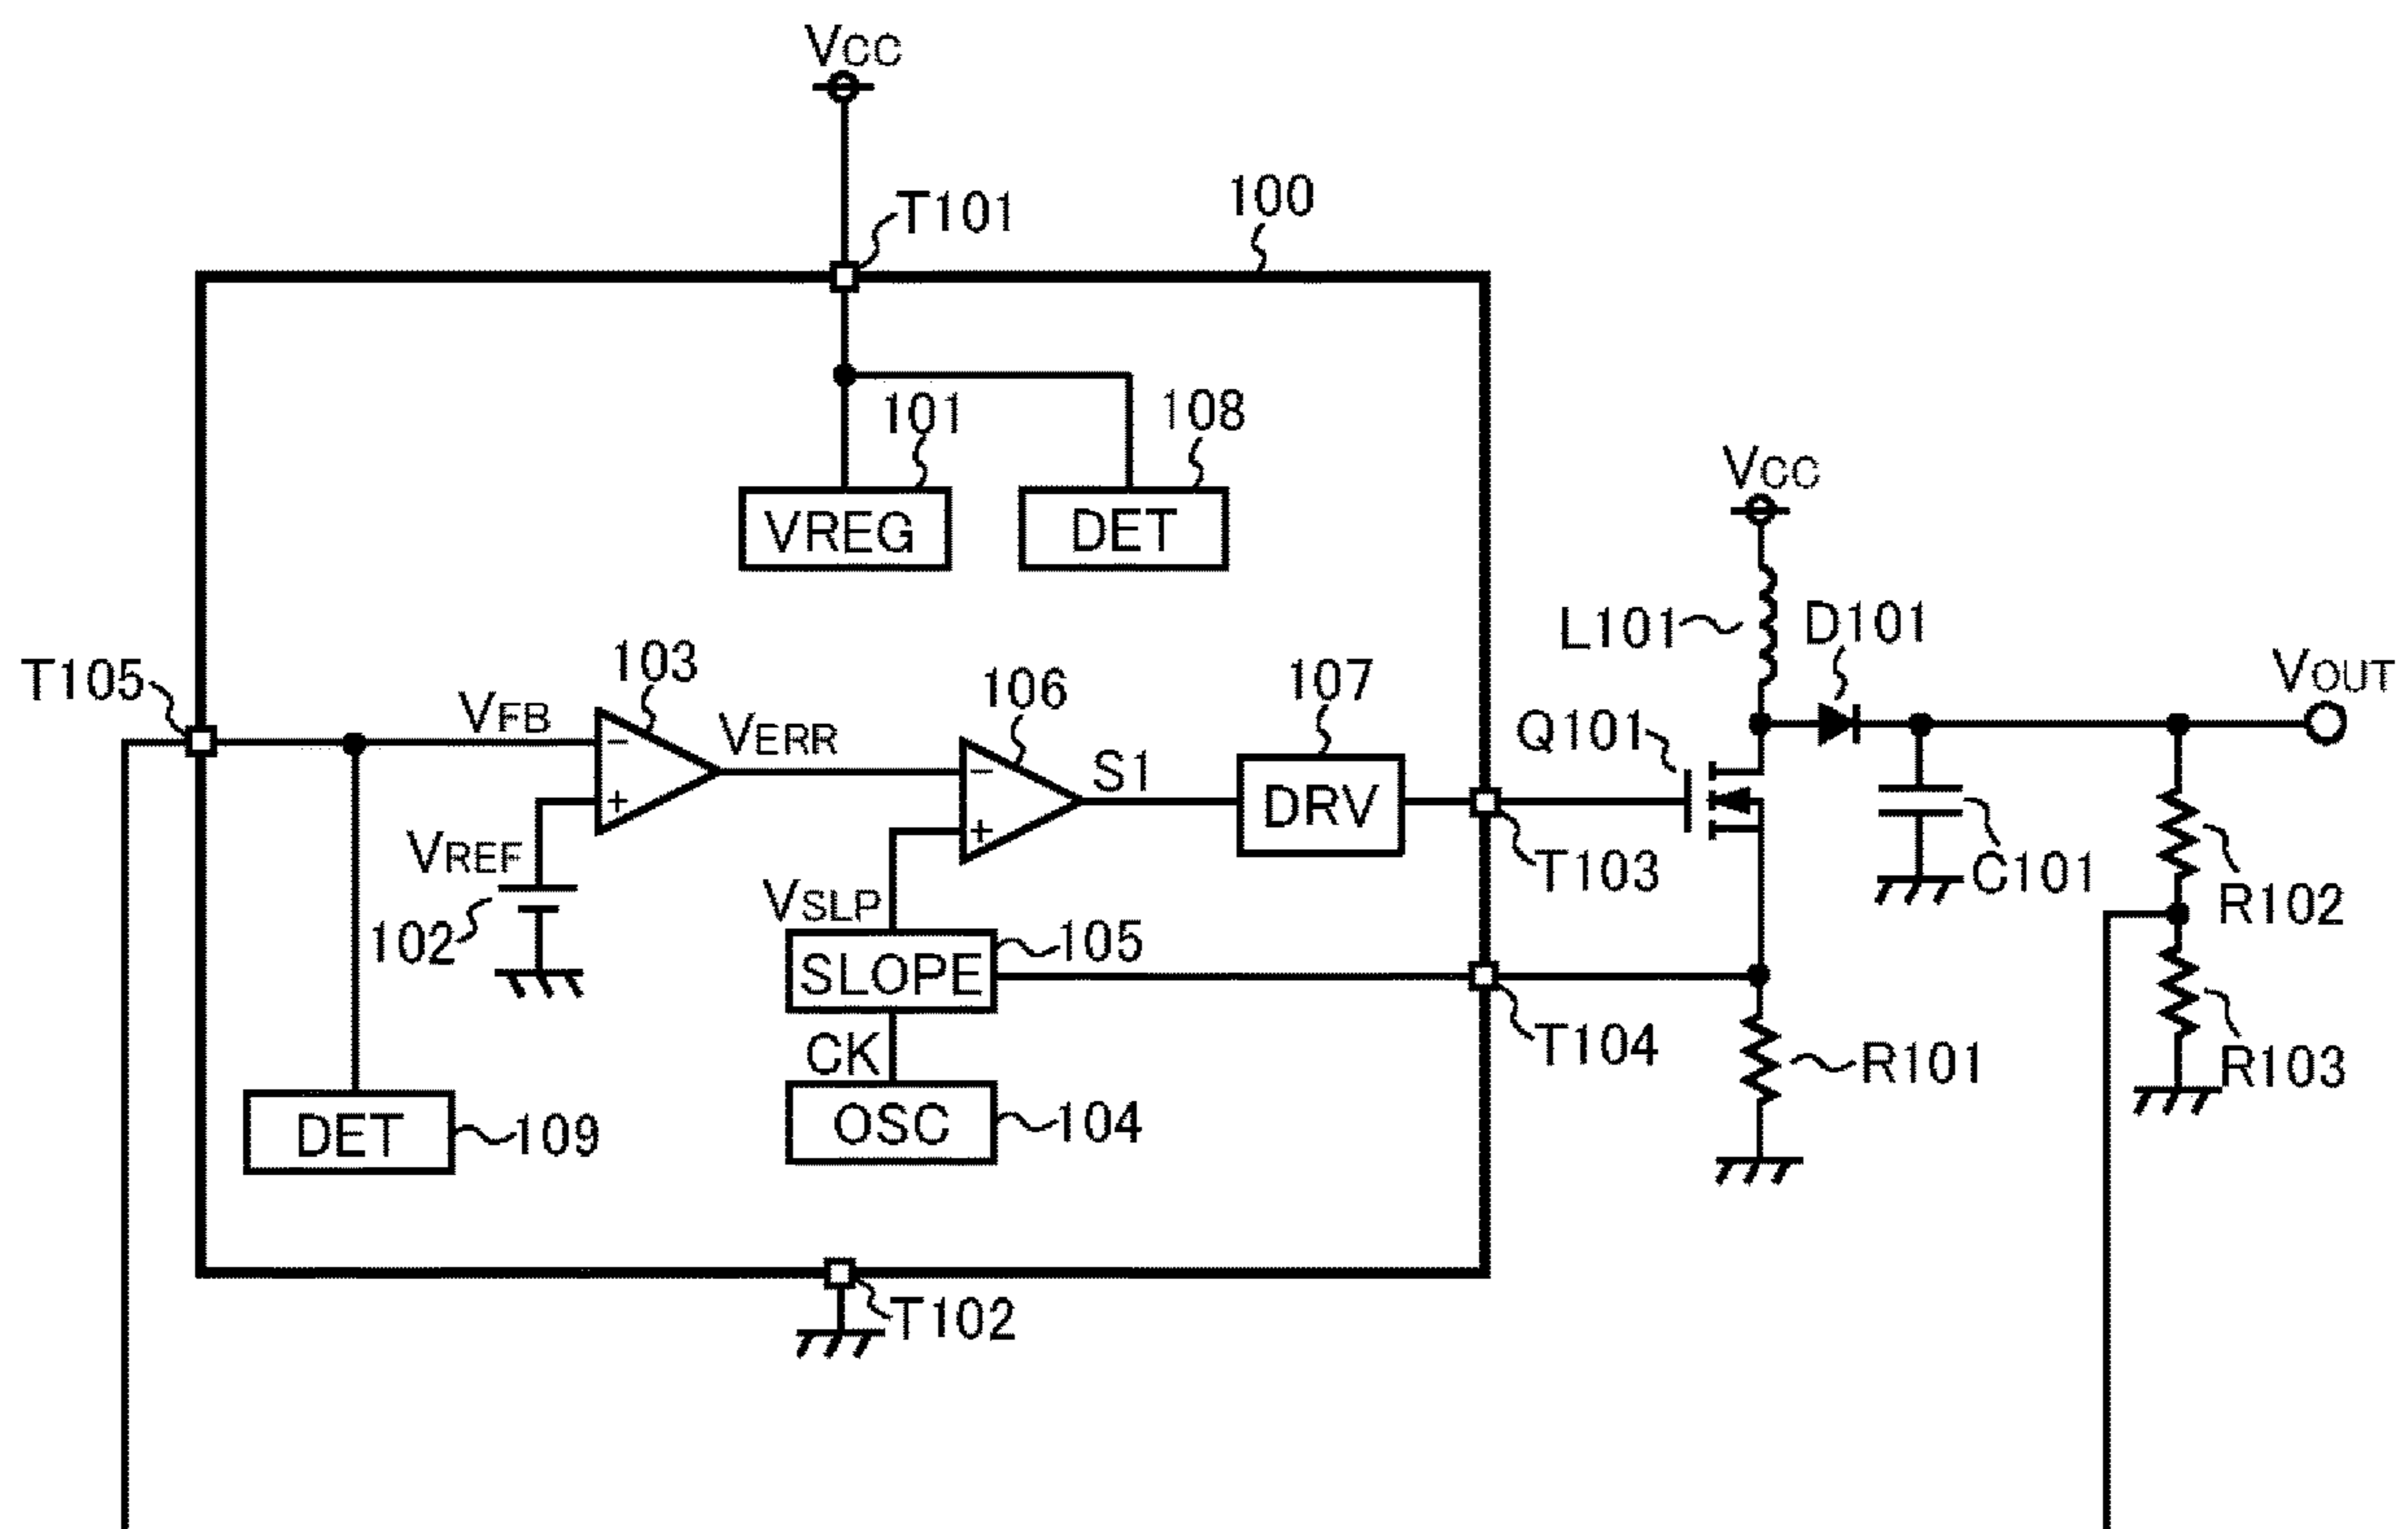 VCC
T101
100
101
108
VREG
DET
VCC
L101
D101
VOUT
T105
103
106
107
VFB
VERR
S1
Q101
−
+
−
+
DRV
T103
C101
R102
VREF
102
VSLP
105
SLOPE
T104
R101
R103
CK
DET
109
OSC
104
T102